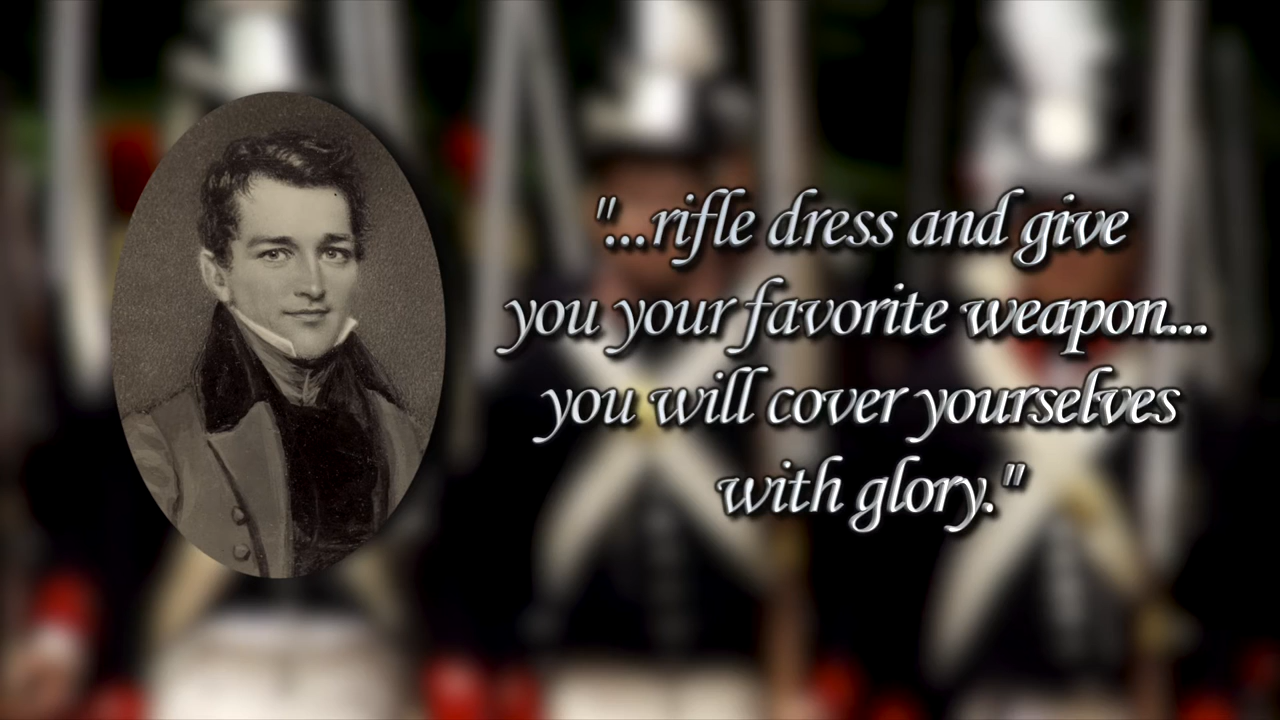 "...rifle dress and give
you your favorite weapon...
you will cover yourselves
with glory."